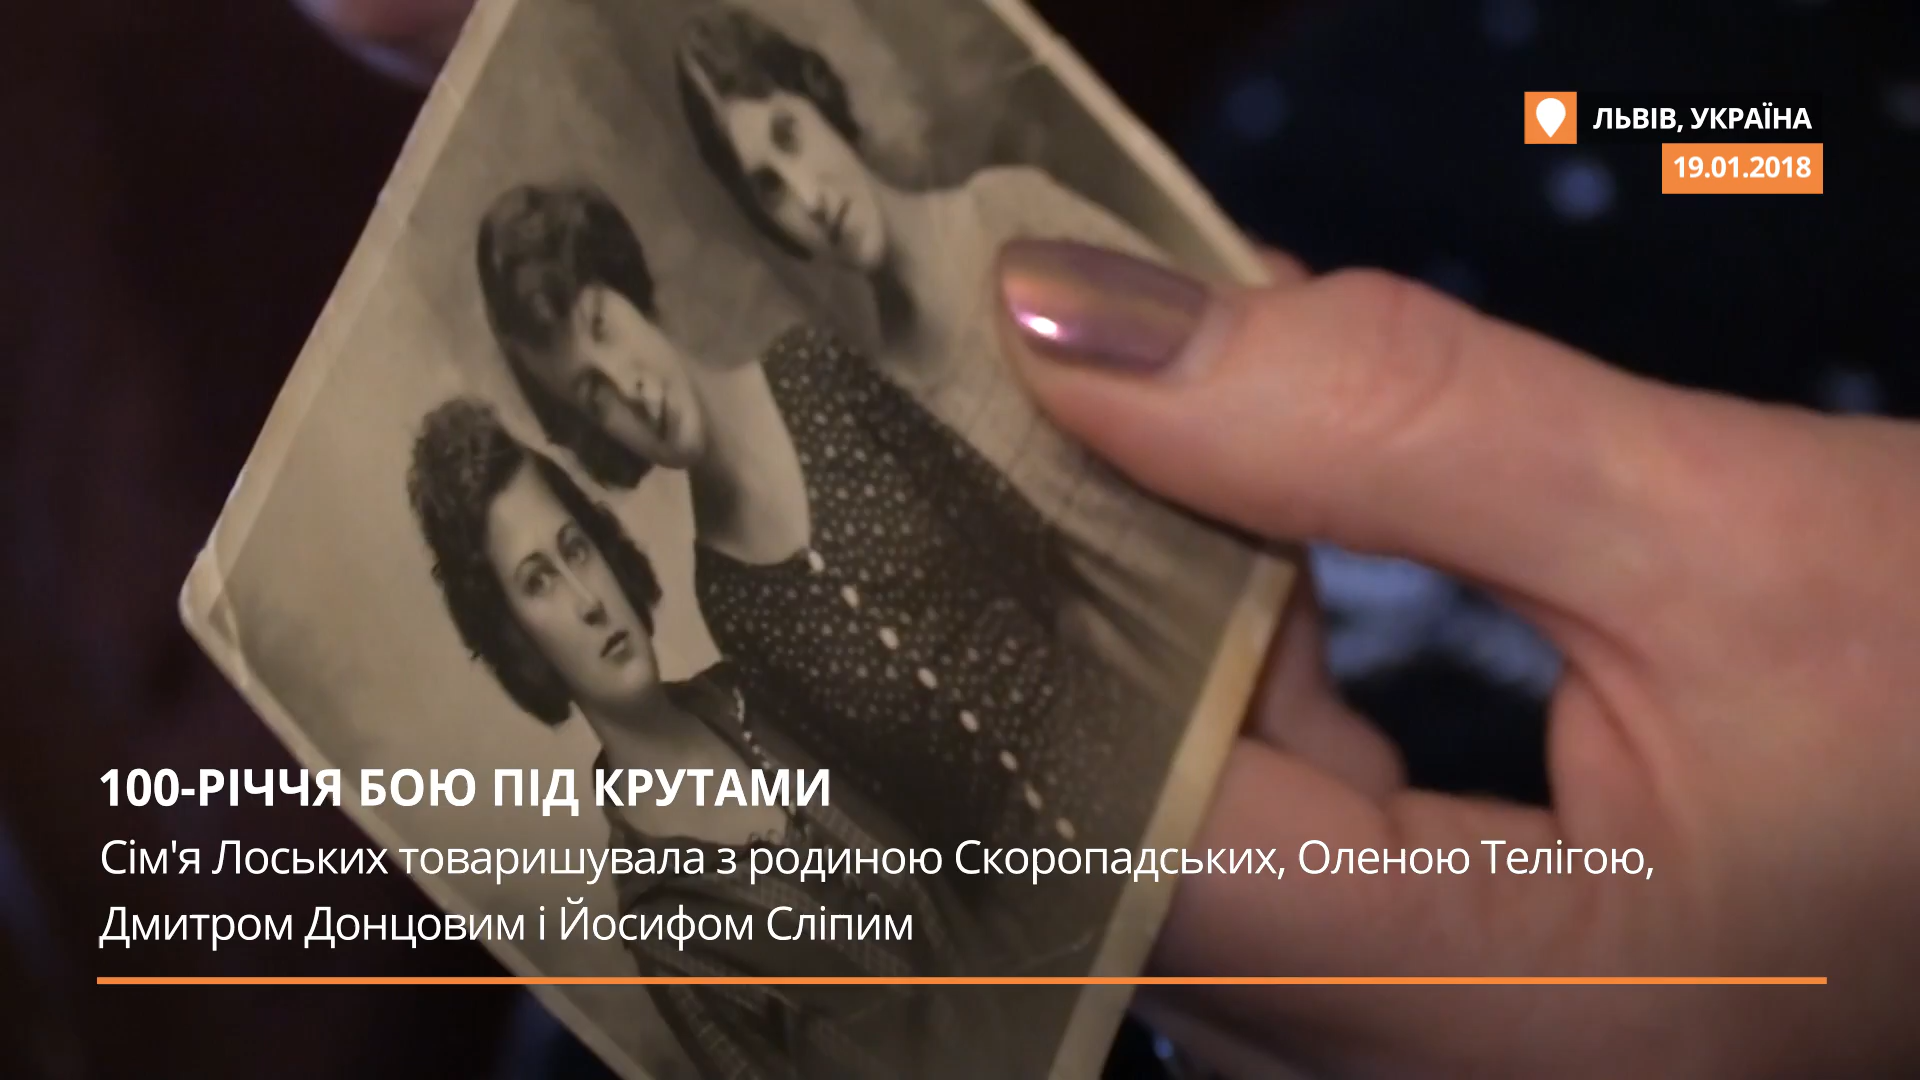 ЛЬВІВ, УКРАЇНА
19.01.2018
100-РІЧЧЯ БОЮ ПІД КРУТАМИ
Сім'я Лоських товаришувала з родиною Скоропадських, Оленою Телігою,
Дмитром Донцовим і Йосифом Сліпим